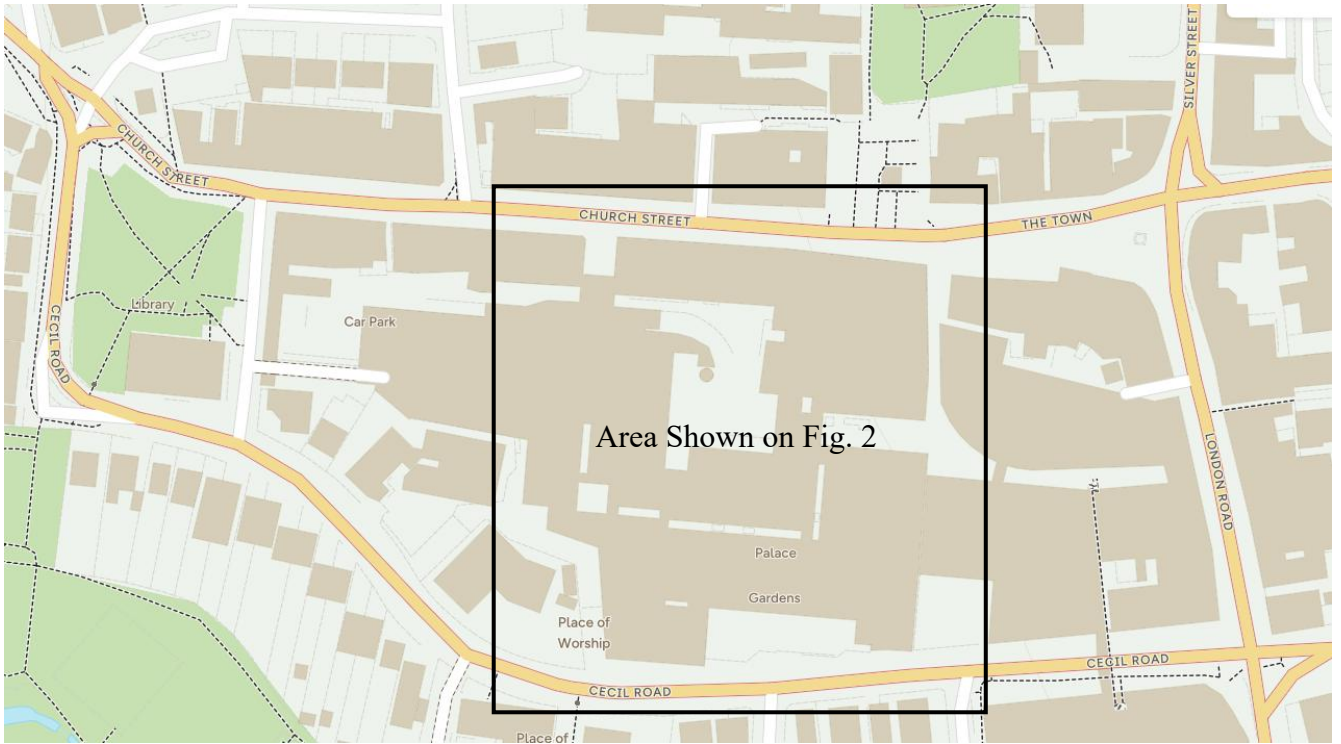 SILVER STREET
CHURCH STREET
CHURCH STREET
THE TOWN
Library
Car Park
CECIL ROAD
Area Shown on Fig. 2
LONDON ROAD
Palace
Gardens
Place of
Worship
CECIL ROAD
CECIL ROAD
Place of